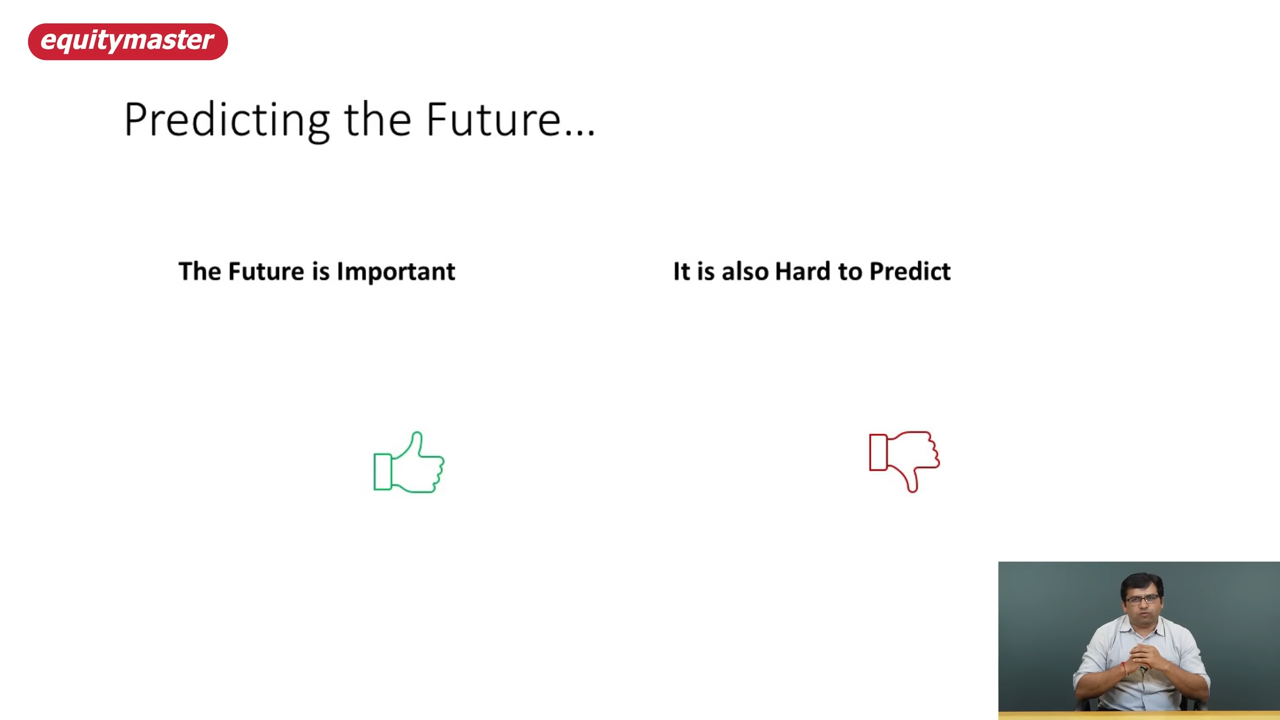 equitymaster
Predicting the Future...
The Future is Important
It is also Hard to Predict